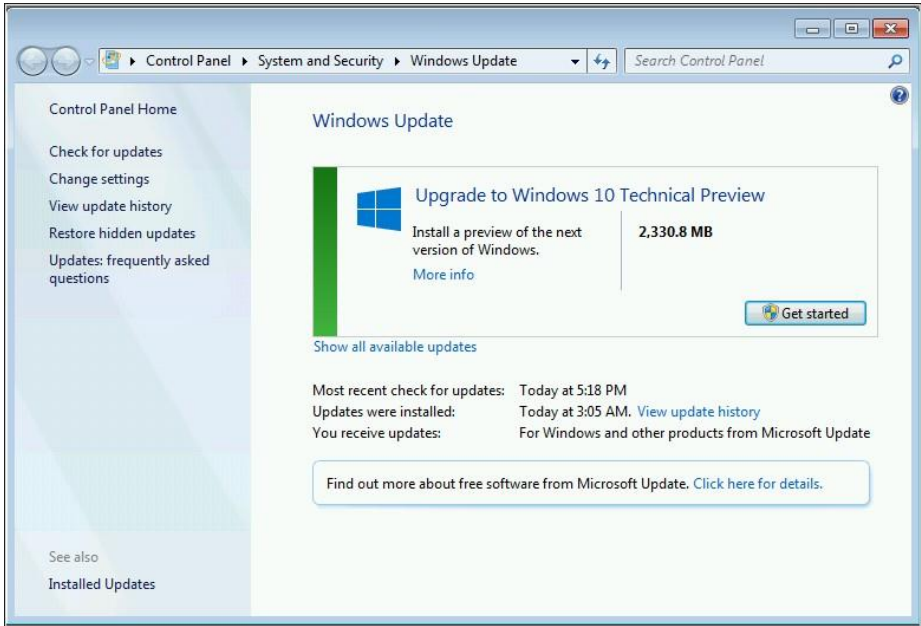 Control Panel ▸ System and Security ▸ Windows Update
Search Control Panel
Control Panel Home
Check for updates
Change settings
View update history
Restore hidden updates
Updates: frequently asked
questions
See also
Installed Updates
Windows Update
Upgrade to Windows 10 Technical Preview
Install a preview of the next
version of Windows.
More info
2,330.8 MB
Get started
Show all available updates
Most recent check for updates: Today at 5:18 PM
Updates were installed: Today at 3:05 AM. View update history
You receive updates: For Windows and other products from Microsoft Update
Find out more about free software from Microsoft Update. Click here for details.